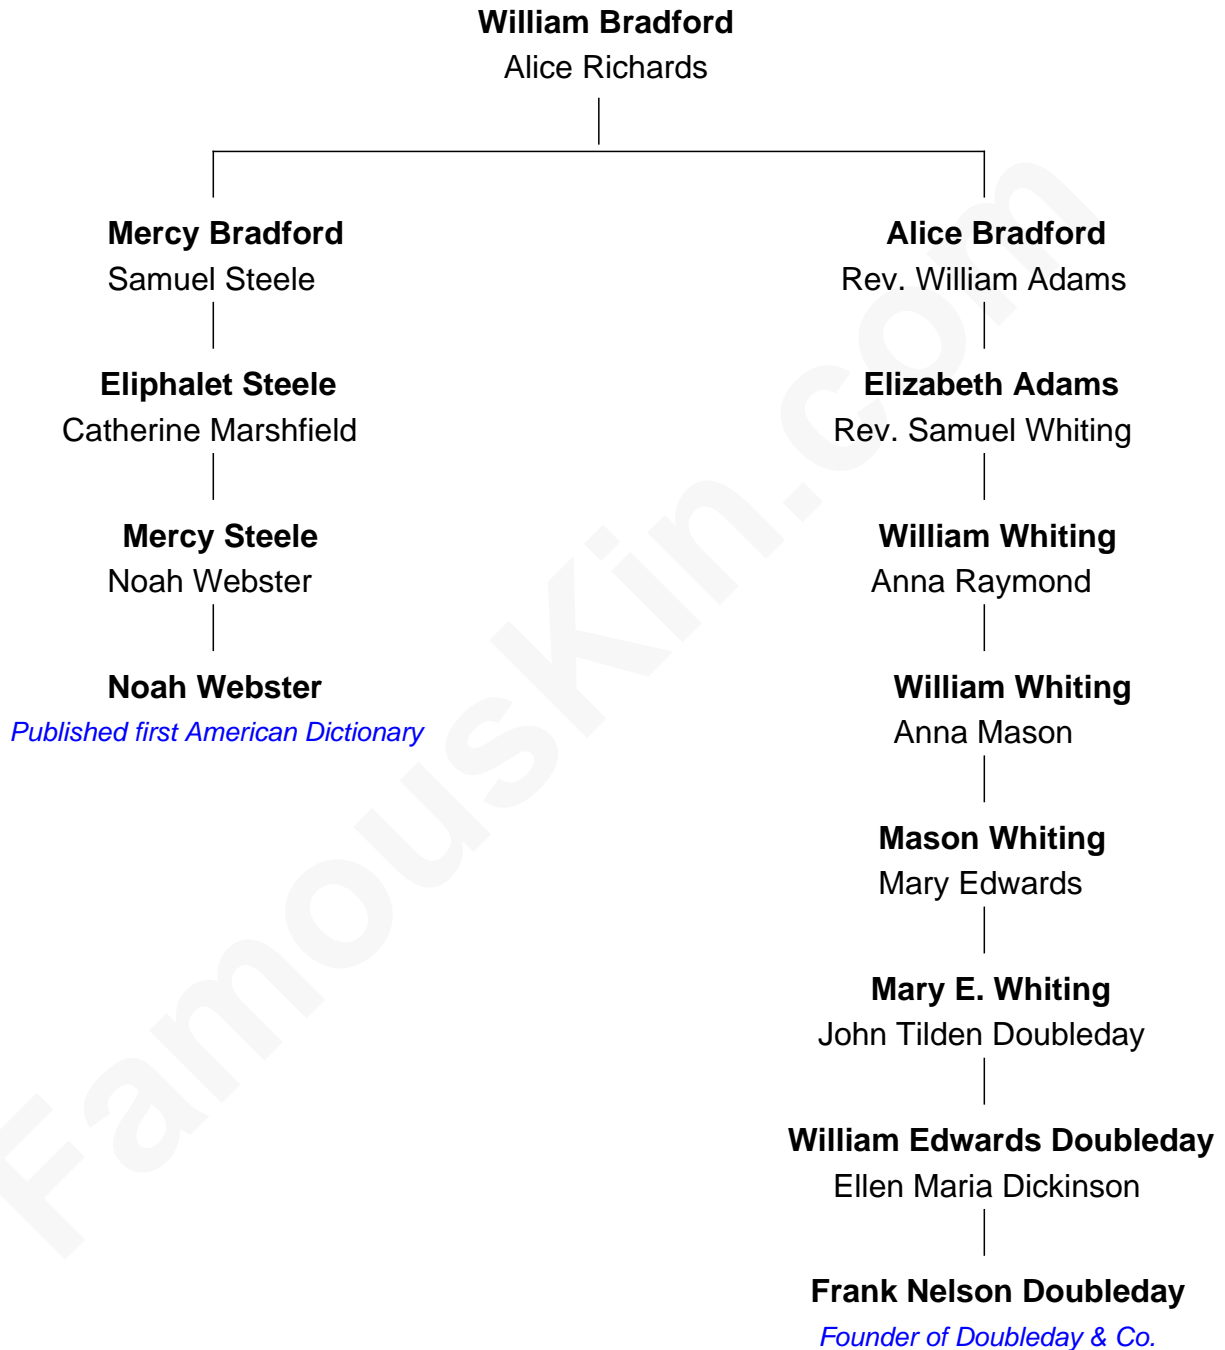 William Bradford
Alice Richards
Mercy Bradford
Samuel Steele
Alice Bradford
Rev. William Adams
Eliphalet Steele
Catherine Marshfield
Elizabeth Adams
Rev. Samuel Whiting
Mercy Steele
Noah Webster
William Whiting
Anna Raymond
Noah Webster
Published first American Dictionary
William Whiting
Anna Mason
Mason Whiting
Mary Edwards
Mary E. Whiting
John Tilden Doubleday
William Edwards Doubleday
Ellen Maria Dickinson
Frank Nelson Doubleday
Founder of Doubleday & Co.
FamousKin.com